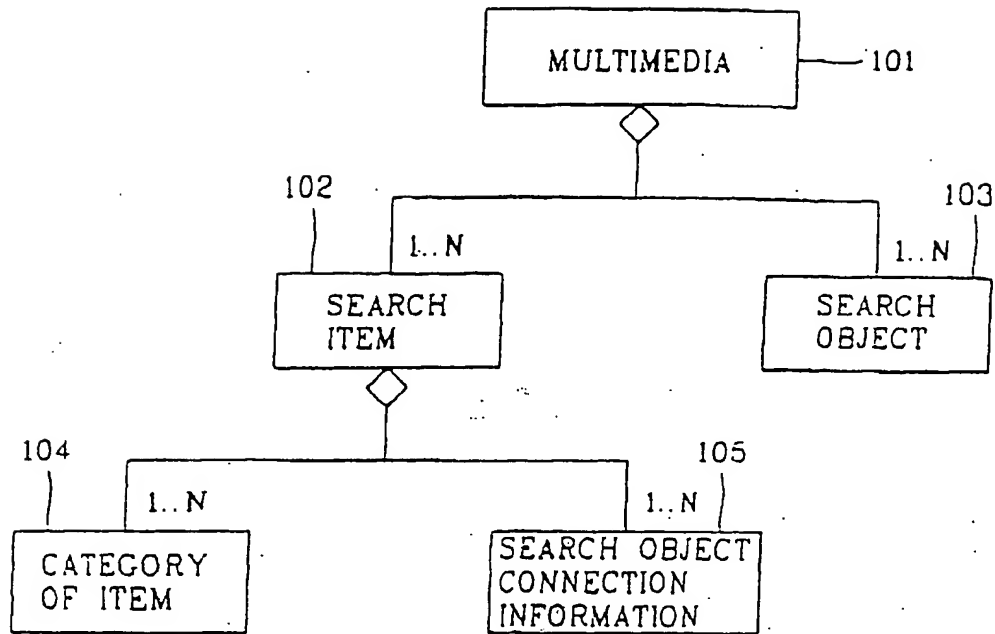 MULTIMEDIA
101
102
103
1..N
1..N
SEARCH
ITEM
SEARCH
OBJECT
104
105
1..N
1..N
CATEGORY
OF ITEM
SEARCH OBJECT
CONNECTION
INFORMATION